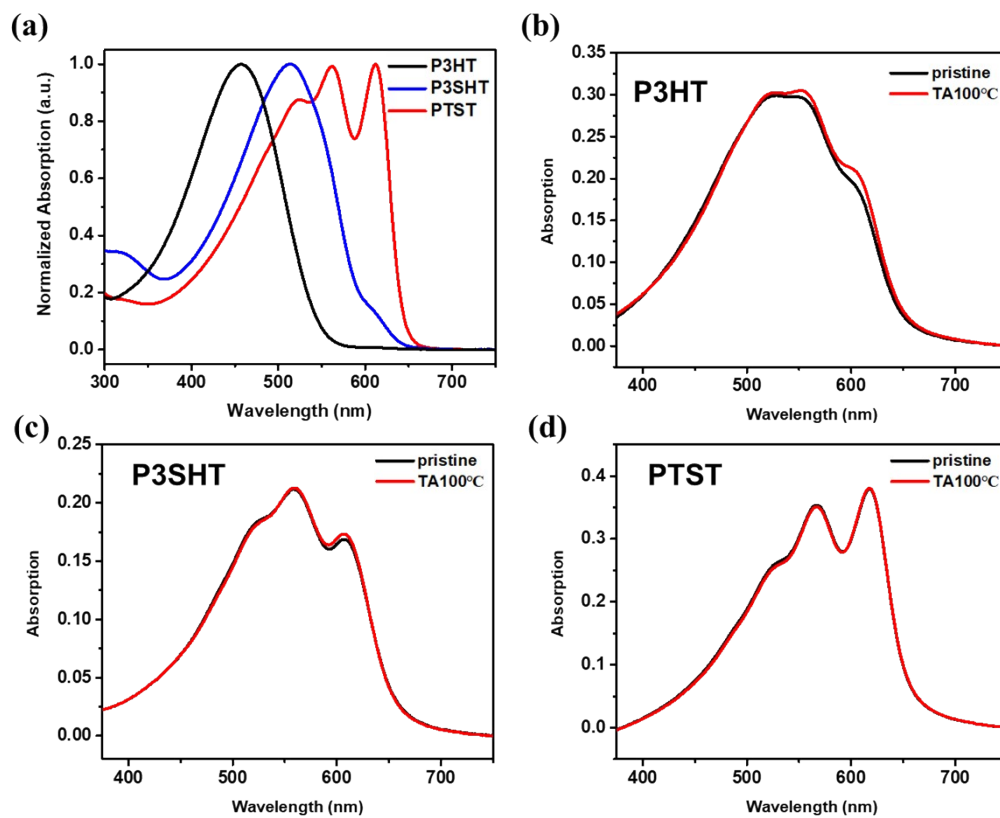 (a)
Normalized Absorption (a.u.)
1.0
0.8
0.6
0.4
0.2
0.0
P3HT
P3SHT
PTST
300 400 500 600 700
Wavelength (nm)
(b)
Absorption
0.35
0.30
0.25
0.20
0.15
0.10
0.05
0.00
P3HT
pristine
TA100℃
400 500 600 700
Wavelength (nm)
(c)
Absorption
0.25
0.20
0.15
0.10
0.05
0.00
P3SHT
pristine
TA100℃
400 500 600 700
Wavelength (nm)
(d)
Absorption
0.4
0.3
0.2
0.1
0.0
PTST
pristine
TA100℃
400 500 600 700
Wavelength (nm)